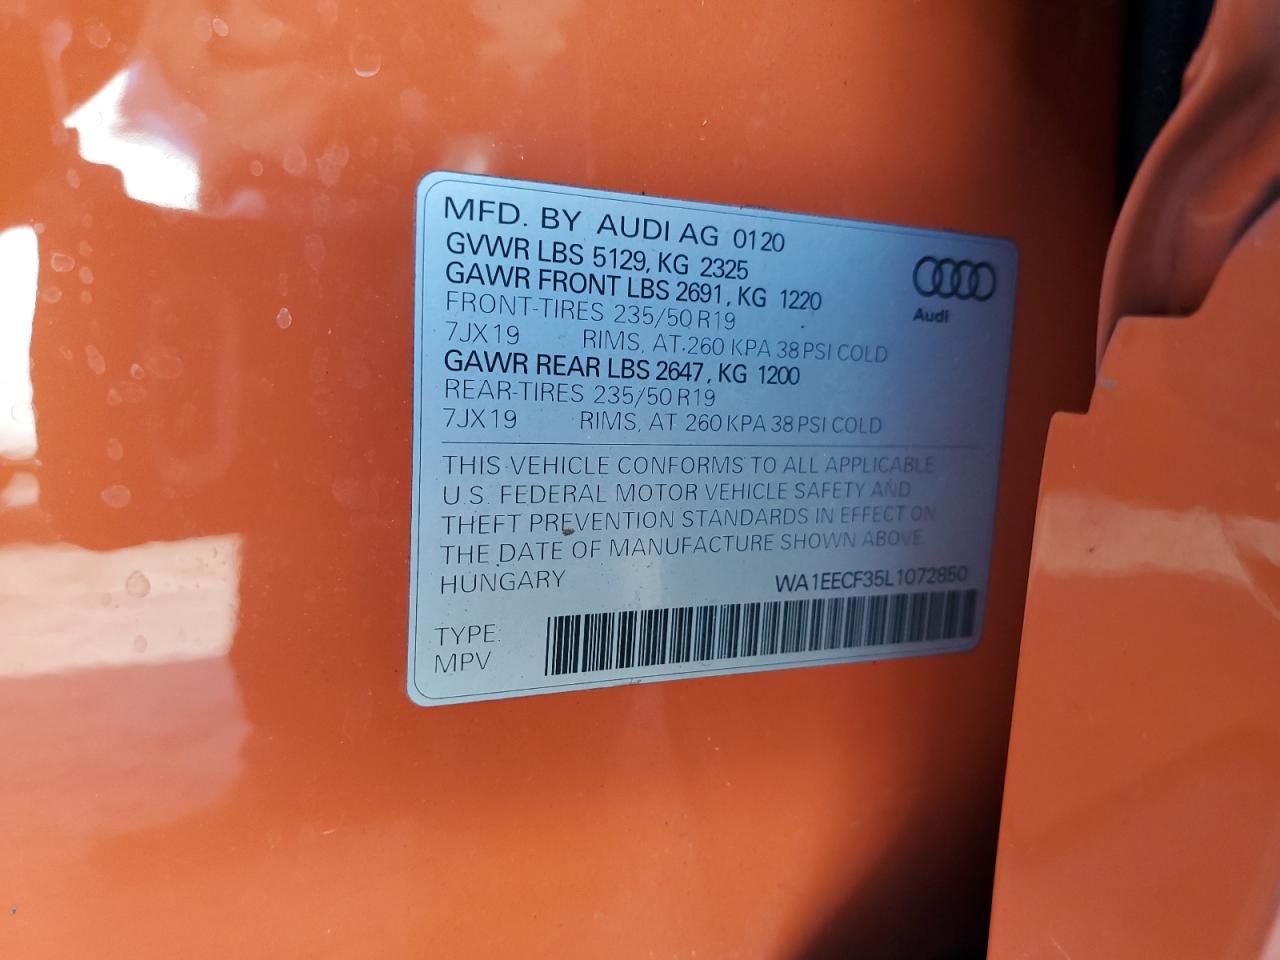 MFD. BY AUDI AG 0120
GVWR LBS 5129, KG 2325
GAWR FRONT LBS 2691, KG 1220
FRONT-TIRES 235/50 R19
7JX19 RIMS, AT 260 KPA 38 PSI COLD
GAWR REAR LBS 2647, KG 1200
REAR-TIRES 235/50 R19
7JX19 RIMS, AT 260 KPA 38 PSI COLD
Audi
THIS VEHICLE CONFORMS TO ALL APPLICABLE
U.S. FEDERAL MOTOR VEHICLE SAFETY AND
THEFT PREVENTION STANDARDS IN EFFECT ON
THE DATE OF MANUFACTURE SHOWN ABOVE
HUNGARY WA1EECF35L1072850
TYPE:
MPV